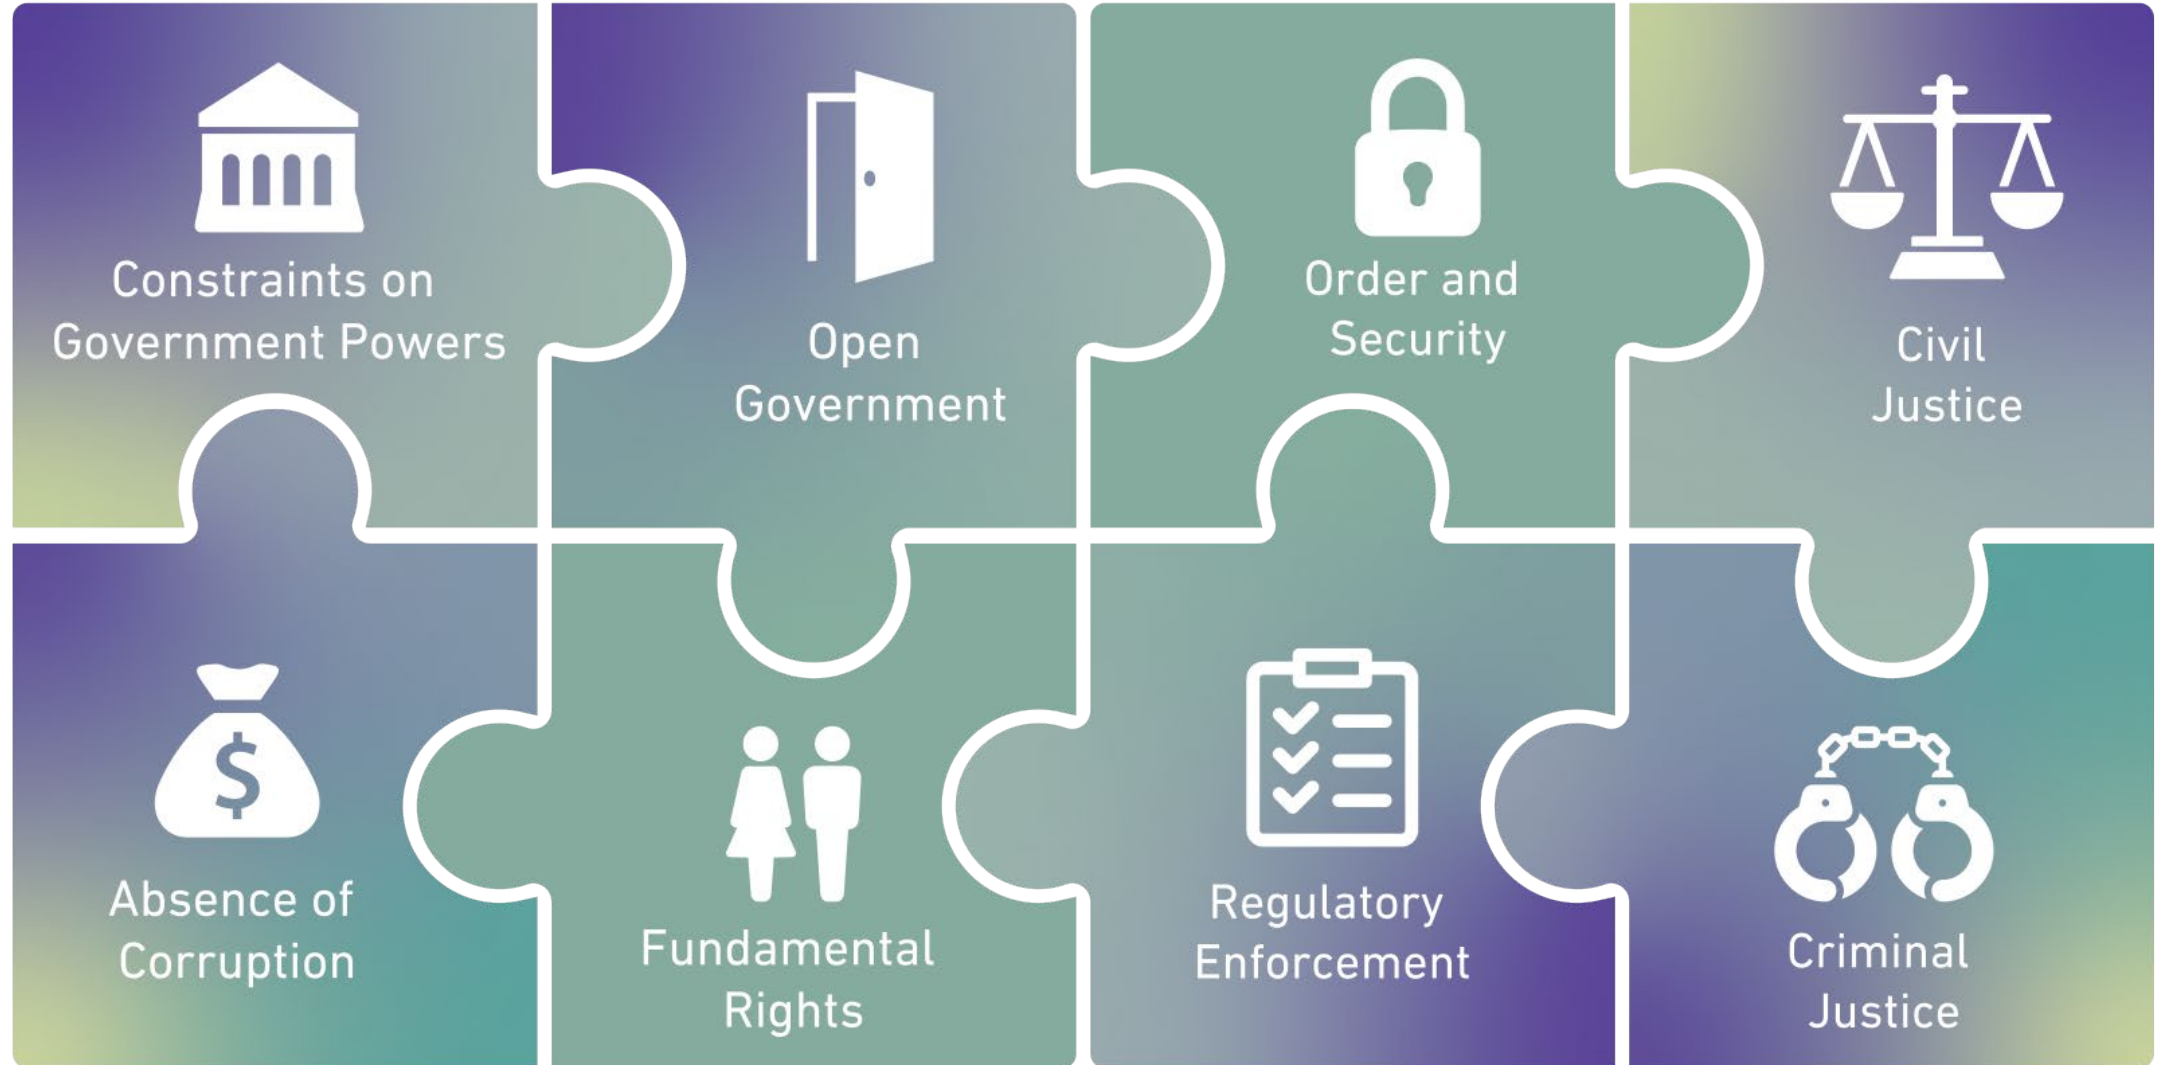 Constraints on
Government Powers
Open
Government
Order and
Security
Civil
Justice
Absence of
Corruption
$
Fundamental
Rights
Regulatory
Enforcement
Criminal
Justice